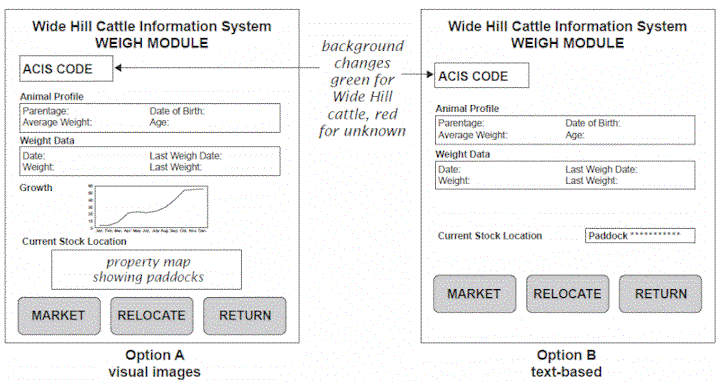 Wide Hill Cattle Information System
WEIGH MODULE
ACIS CODE
Animal Profile
Parentage: Date of Birth:
Average Weight: Age:
Weight Data
Date: Last Weigh Date:
Weight: Last Weight:
Growth
Current Stock Location
property map
showing paddocks
MARKET RELOCATE RETURN
Option A
visual images
background
changes
green for
Wide Hill
cattle, red
for unknown
Wide Hill Cattle Information System
WEIGH MODULE
ACIS CODE
Animal Profile
Parentage: Date of Birth:
Average Weight: Age:
Weight Data
Date: Last Weigh Date:
Weight: Last Weight:
Current Stock Location Paddock ***********
MARKET RELOCATE RETURN
Option B
text-based